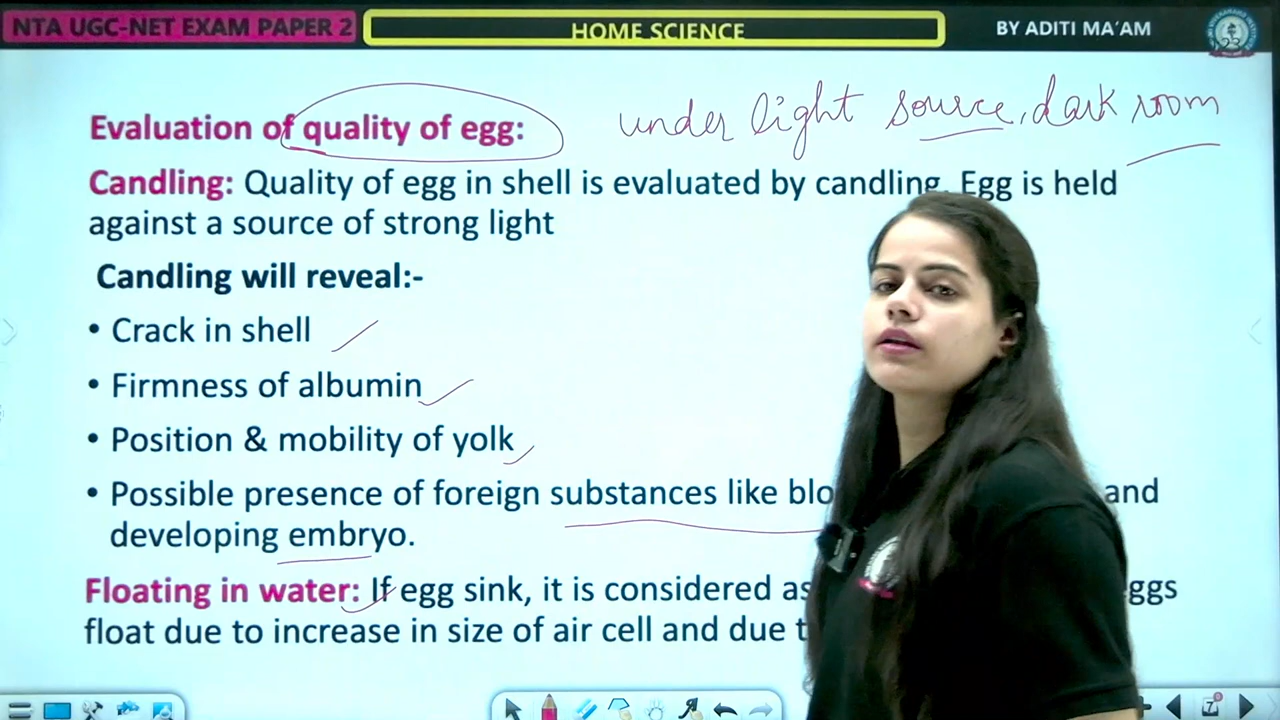 NTA UGC-NET EXAM PAPER 2
HOME SCIENCE
BY ADITI MA'AM
under light source, dark room
Evaluation of quality of egg:
Candling: Quality of egg in shell is evaluated by candling. Egg is held
against a source of strong light
Candling will reveal:-
• Crack in shell
• Firmness of albumin
• Position & mobility of yolk
• Possible presence of foreign substances like blo and
developing embryo.
Floating in water: If egg sink, it is considered as ggs
float due to increase in size of air cell and due t